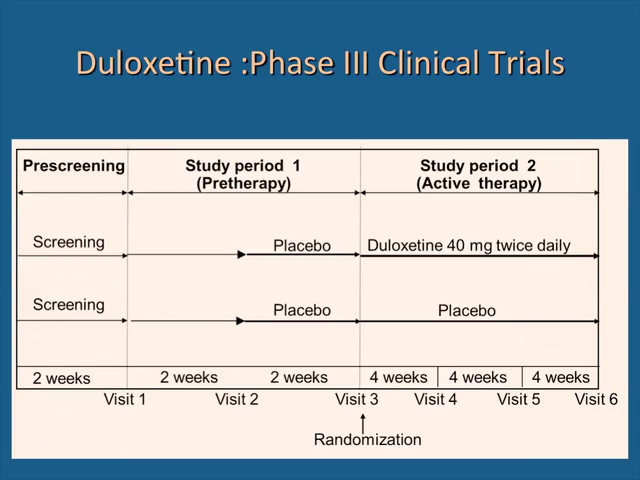 Duloxetine :Phase III Clinical Trials
Prescreening
Study period 1
(Pretherapy)
Study period 2
(Active therapy)
Screening
Placebo
Duloxetine 40 mg twice daily
Screening
Placebo
Placebo
2 weeks
2 weeks
2 weeks
4 weeks
4 weeks
4 weeks
Visit 1
Visit 2
Visit 3
Visit 4
Visit 5
Visit 6
Randomization